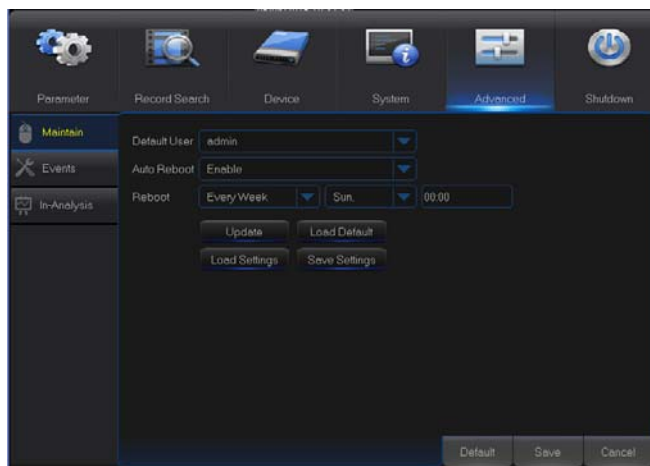 Parameter Record Search Device System Advanced Shutdown
Maintain
Events
In-Analysis
Default User admin
Auto Reboot Enable
Reboot Every Week Sun. 00:00
Update Load Default
Load Settings Save Settings
Default Save Cancel